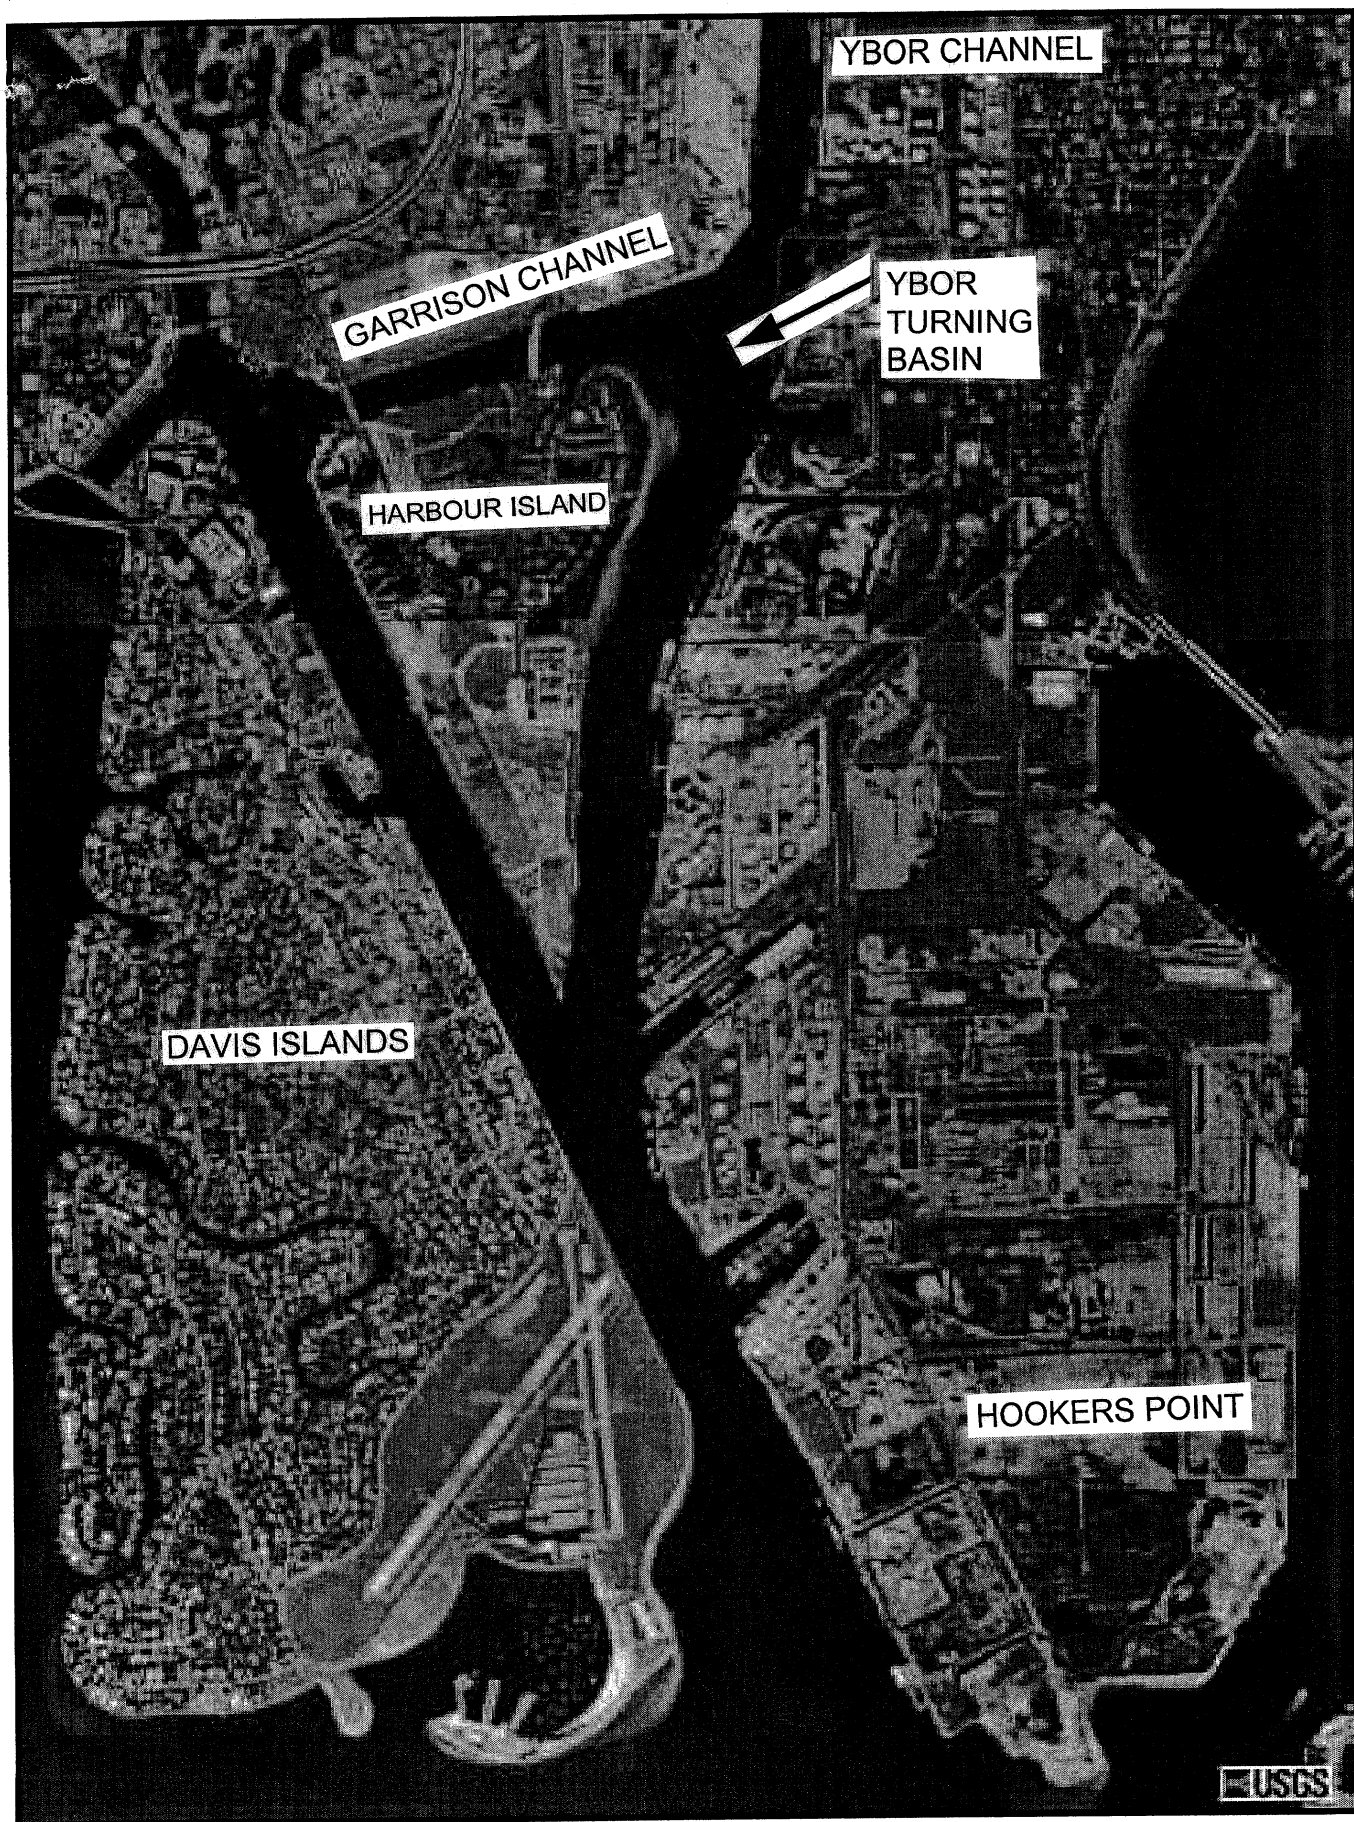 YBOR CHANNEL
GARRISON CHANNEL
YBOR
TURNING
BASIN
HARBOUR ISLAND
DAVIS ISLANDS
HOOKERS POINT
USGS